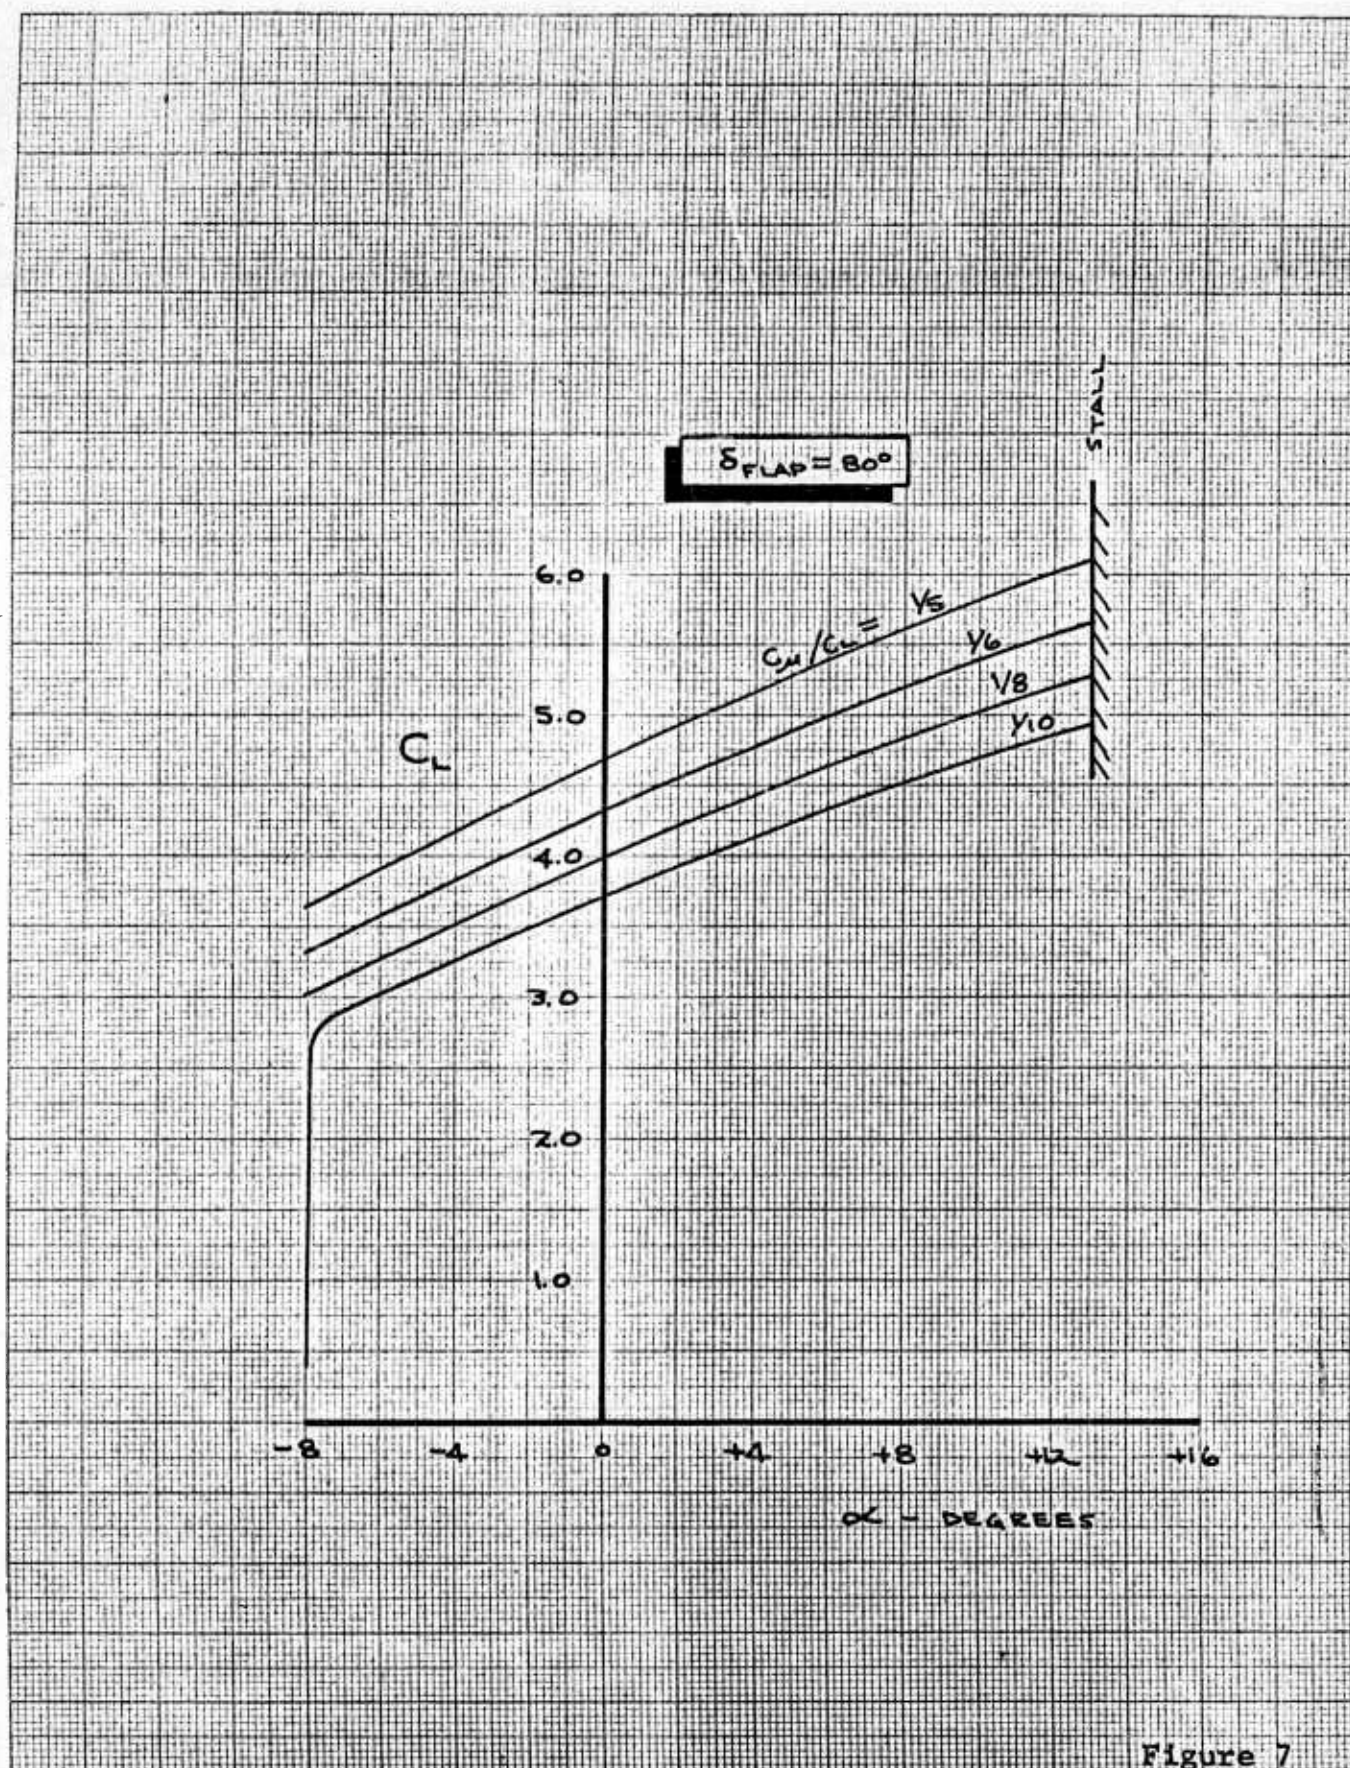 STALL
δFLAP = 80°
6.0
Cμ/CL = 1/5
1/6
1/8
1/10
5.0
CL
4.0
3.0
2.0
1.0
-8 -4 0 +4 +8 +12 +16
α - DEGREES
Figure 7